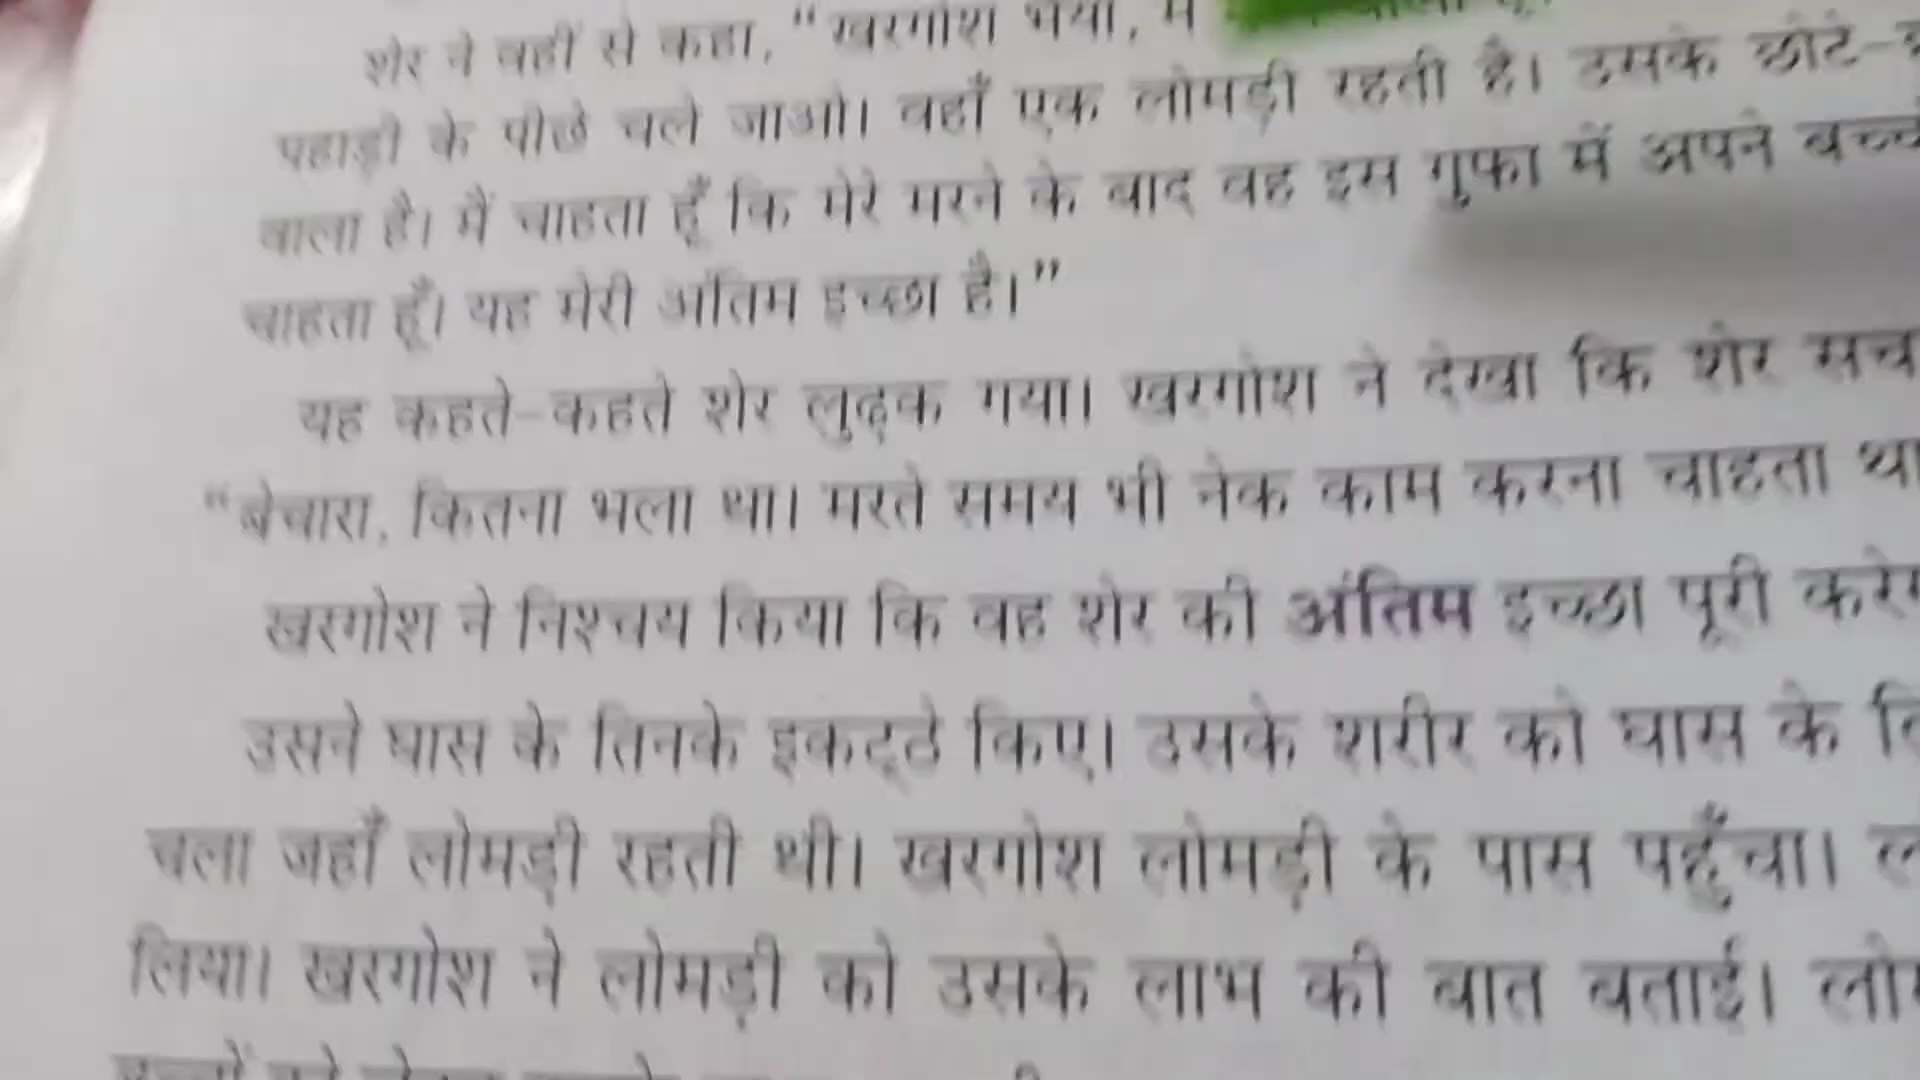 शेर ने वहीं से कहा, "खरगोश भैया, मैं
पहाड़ी के पीछे चले जाओ। वहाँ एक लोमड़ी रहती है। उसके छोटे-
वाला है। मैं चाहता हूँ कि मेरे मरने के बाद वह इस गुफा में अपने
चाहता हूँ। यह मेरी अंतिम इच्छा है।"
यह कहते-कहते शेर लुढ़क गया। खरगोश ने देखा कि शेर सच
"बेचारा, कितना भला था। मरते समय भी नेक काम करना चाहता था
खरगोश ने निश्चय किया कि वह शेर की अंतिम इच्छा पूरी
उसने घास के तिनके इकट्ठे किए। उसके शरीर को घास के
चला जहाँ लोमड़ी रहती थी। खरगोश लोमड़ी के पास पहुँचा।
लिया। खरगोश ने लोमड़ी को उसके लाभ की बात बताई।